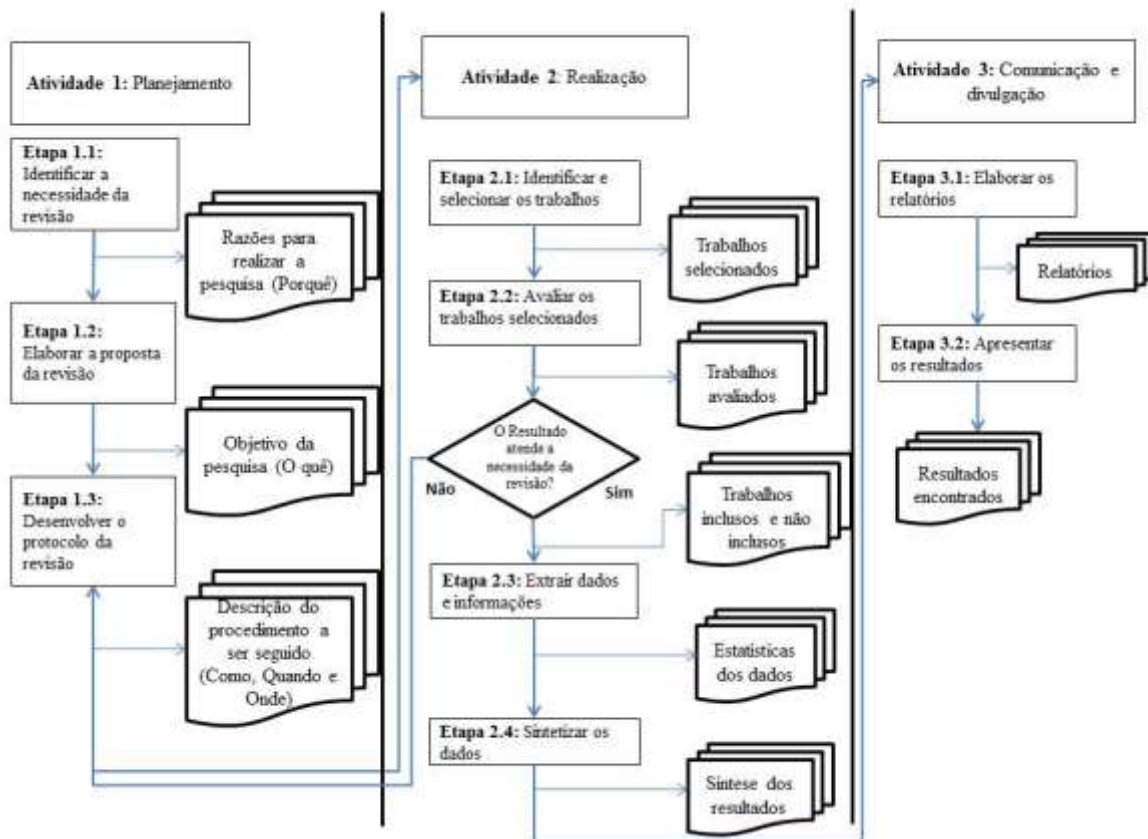 Atividade 1: Planejamento
Etapa 1.1:
Identificar a
necessidade da
revisão
Razões para
realizar a
pesquisa (Porquê)
Etapa 1.2:
Elaborar a proposta
da revisão
Objetivo da
pesquisa (O quê)
Etapa 1.3:
Desenvolver o
protocolo da
revisão
Descrição do
procedimento a
ser seguido
(Como, Quando e
Onde)
Atividade 2: Realização
Etapa 2.1: Identificar e
selecionar os trabalhos
Trabalhos
selecionados
Etapa 2.2: Avaliar os
trabalhos selecionados
Trabalhos
avaliados
O Resultado
atende a
necessidade da
revisão?
Não
Sim
Trabalhos
inclusos e não
inclusos
Etapa 2.3: Extrair dados
e informações
Estatísticas
dos dados
Etapa 2.4: Sintetizar os
dados
Síntese dos
resultados
Atividade 3: Comunicação e
divulgação
Etapa 3.1: Elaborar os
relatórios
Relatórios
Etapa 3.2: Apresentar
os resultados
Resultados
encontrados